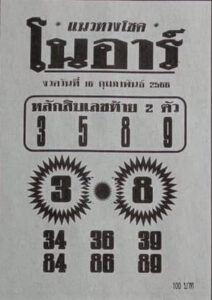 * แนวทางโชค *
โนอาร์
งวดวันที่ 16 กุมภาพันธ์ 2566
หลักสิบเลขท้าย 2 ตัว
3 5 8 9
3 - 8
34 36 39
84 86 89
100 บาท